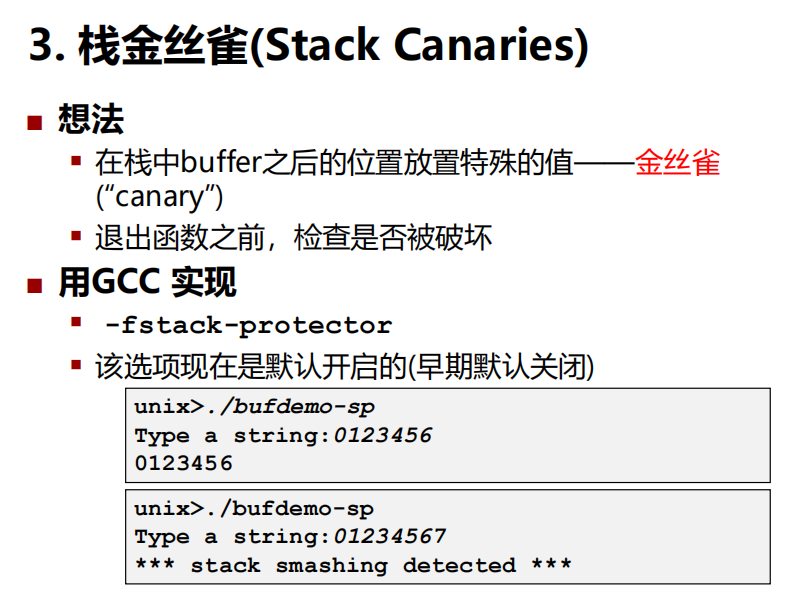 3. 栈金丝雀(Stack Canaries)
想法
在栈中buffer之后的位置放置特殊的值——金丝雀
(“canary”)
退出函数之前，检查是否被破坏
用GCC 实现
-fstack-protector
该选项现在是默认开启的(早期默认关闭)
unix>./bufdemo-sp
Type a string:0123456
0123456
unix>./bufdemo-sp
Type a string:01234567
*** stack smashing detected ***